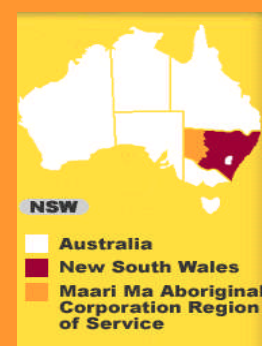 NSW
Australia
New South Wales
Maari Ma Aboriginal
Corporation Region
of Service